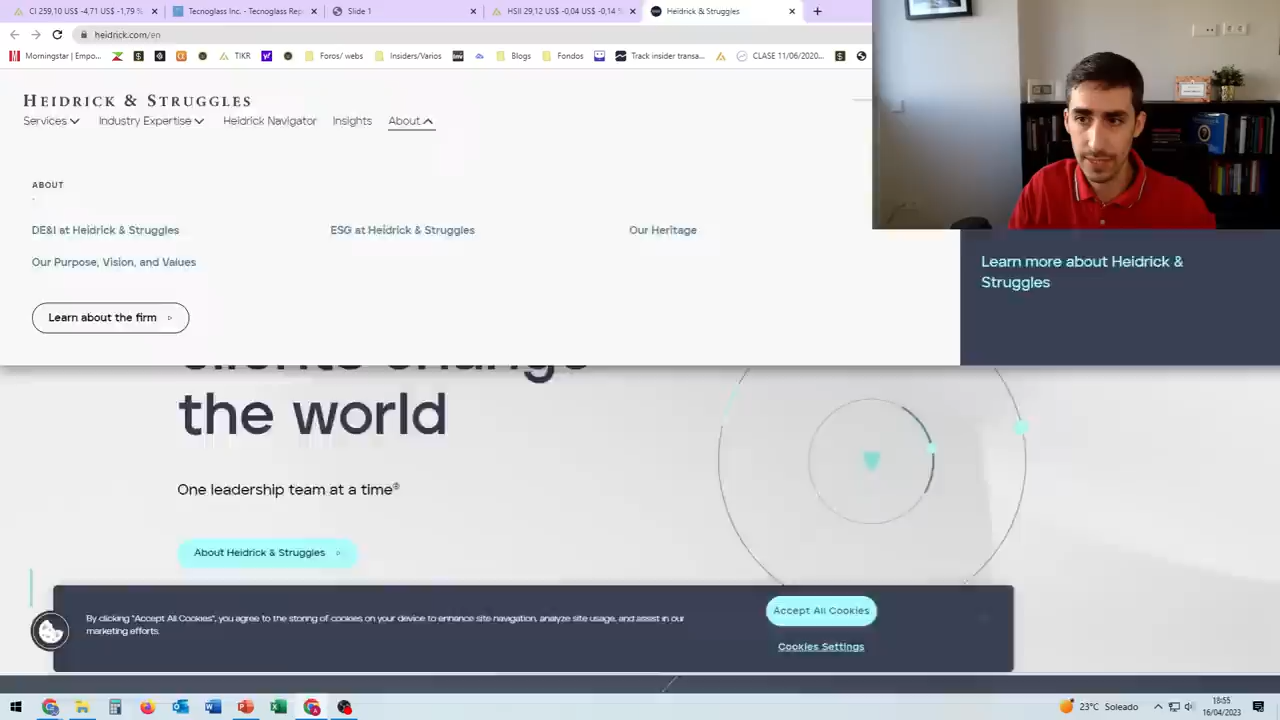 CI 259,10 US$ -4,71 US$ -1,79 %
Tecnoglass Inc. - Tecnoglass Rep
Slide 1
HSII 29,12 US$ -0,04 US$ -0,14 %
Heidrick & Struggles
heidrick.com/en
Morningstar | Empo...
TIKR
Foros/ webs
Insiders/Varios
Blogs
Fondos
Track insider transa...
CLASE 11/06/2020...
HEIDRICK & STRUGGLES
Services
Industry Expertise
Heidrick Navigator
Insights
About
ABOUT
DE&I at Heidrick & Struggles
ESG at Heidrick & Struggles
Our Heritage
Our Purpose, Vision, and Values
Learn more about Heidrick &
Struggles
Learn about the firm
the world
One leadership team at a time®
About Heidrick & Struggles
By clicking "Accept All Cookies", you agree to the storing of cookies on your device to enhance site navigation, analyze site usage, and assist in our
marketing efforts.
Accept All Cookies
Cookies Settings
23°C Soleado
18:55
16/04/2023